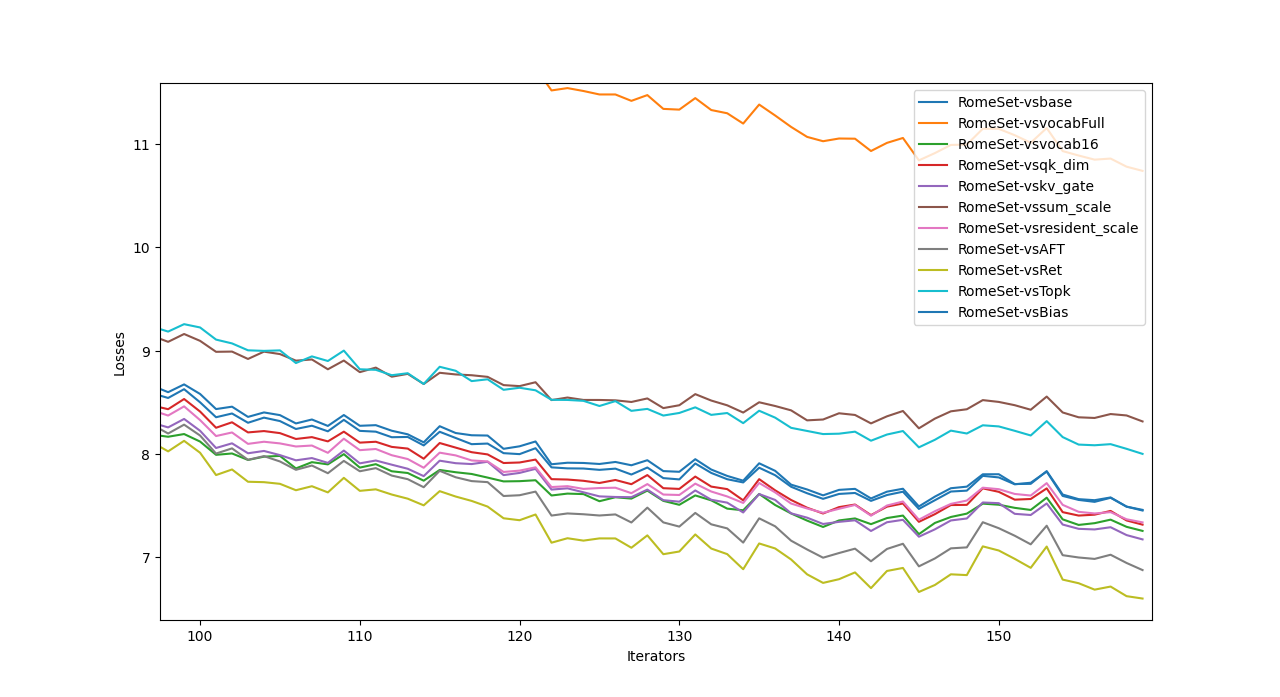 RomeSet-vsbase
RomeSet-vsvocabFull
RomeSet-vsvocab16
RomeSet-vsqk_dim
RomeSet-vskv_gate
RomeSet-vssum_scale
RomeSet-vsresident_scale
RomeSet-vsAFT
RomeSet-vsRet
RomeSet-vsTopk
RomeSet-vsBias
11
10
9
8
7
Losses
100 110 120 130 140 150
Iterators